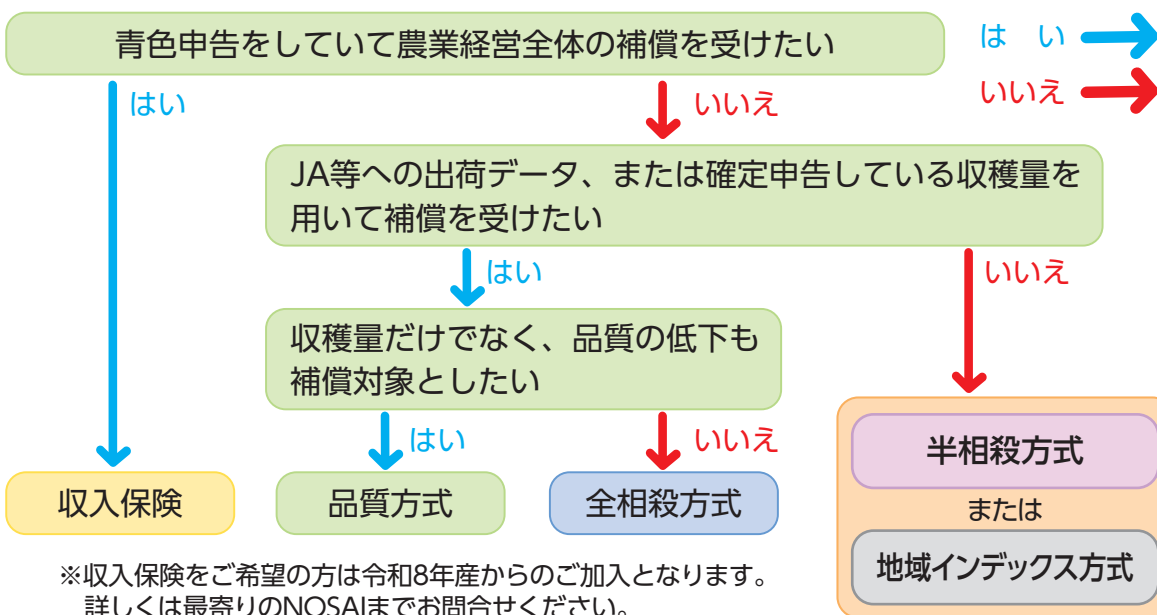 青色申告をしていて農業経営全体の補償を受けたい
は い
いいえ
はい
いいえ
JA等への出荷データ、または確定申告している収穫量を
用いて補償を受けたい
はい
いいえ
収穫量だけでなく、品質の低下も
補償対象としたい
はい
いいえ
収入保険
品質方式
全相殺方式
半相殺方式
または
地域インデックス方式
※収入保険をご希望の方は令和8年産からのご加入となります。
詳しくは最寄りのNOSAIまでお問合せください。